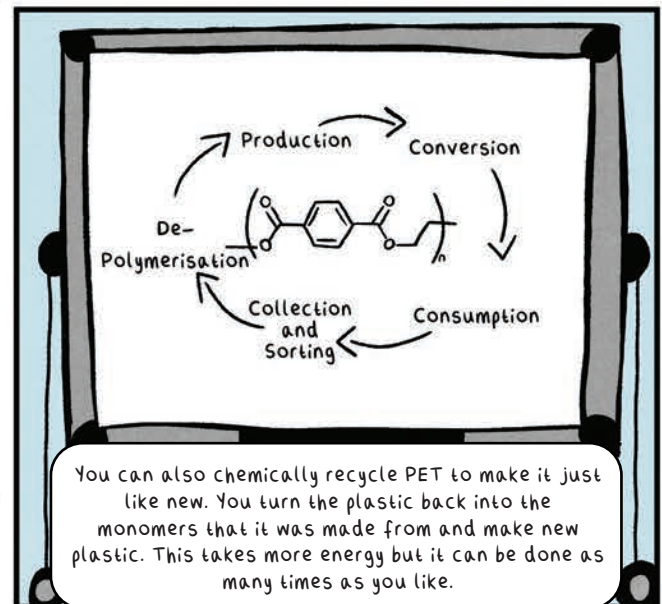 Production
Conversion
De-
Polymerisation
O
O
O
O
n
Collection
and
Sorting
Consumption
You can also chemically recycle PET to make it just
like new. You turn the plastic back into the
monomers that it was made from and make new
plastic. This takes more energy but it can be done as
many times as you like.